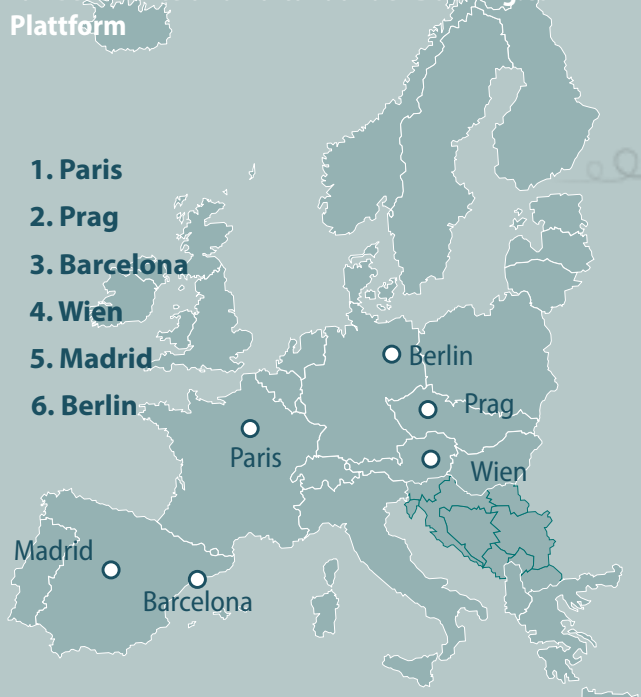 Plattform
1. Paris
2. Prag
3. Barcelona
4. Wien
5. Madrid
6. Berlin
Berlin
Prag
Paris
Wien
Madrid
Barcelona